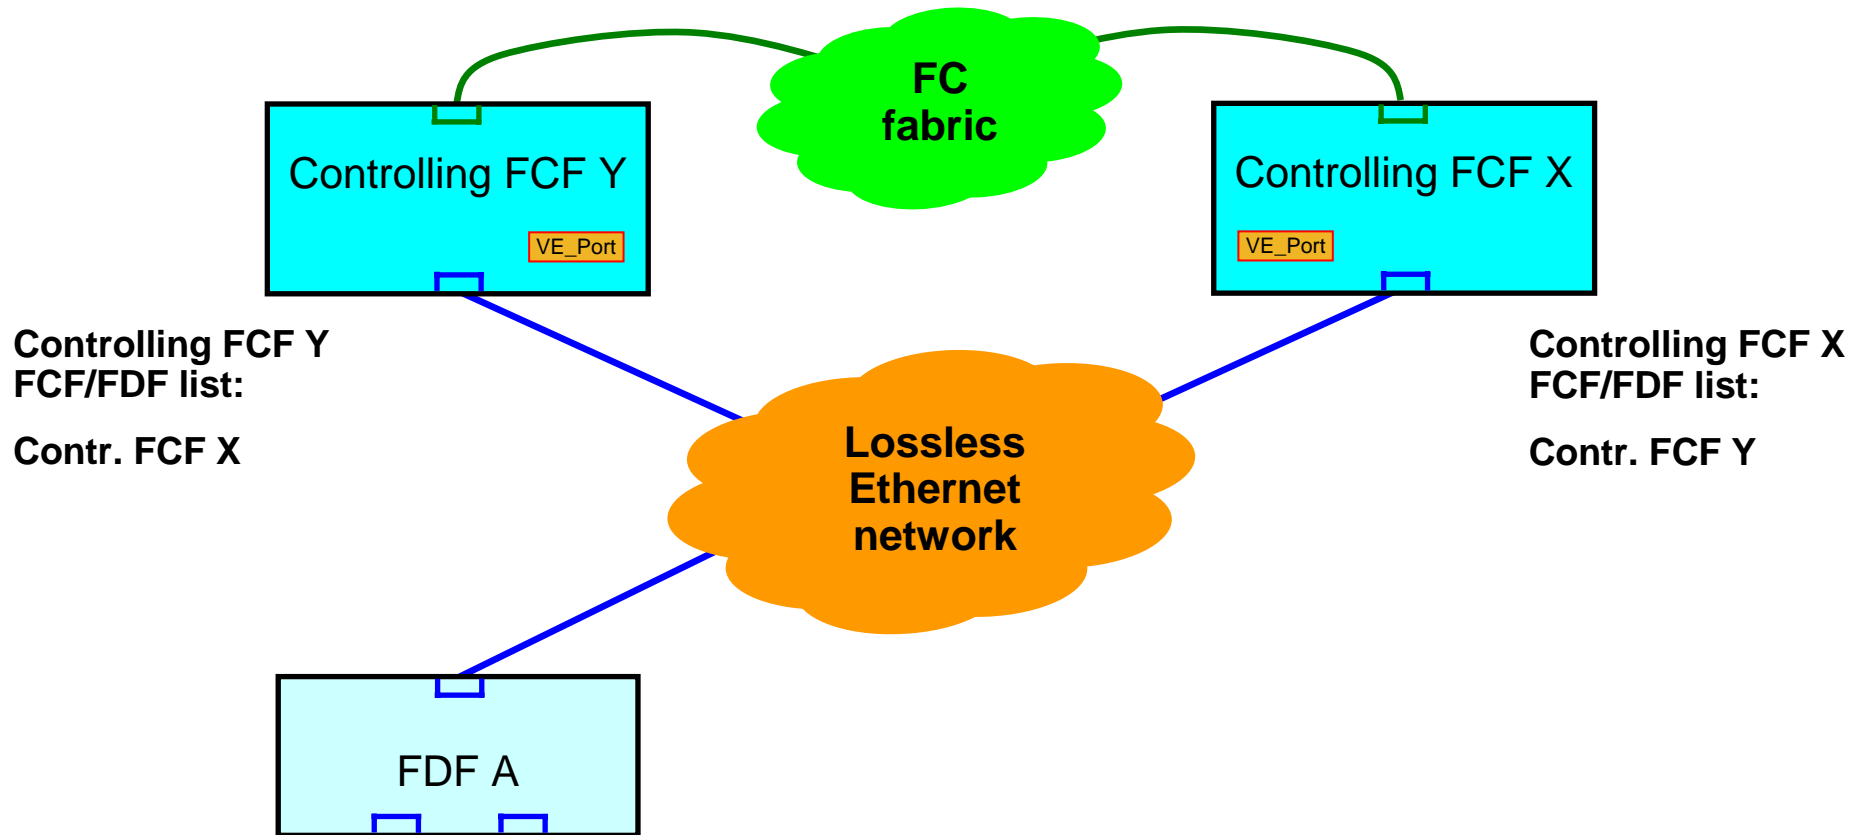 FC
fabric
Controlling FCF Y
VE_Port
Controlling FCF X
VE_Port
Controlling FCF Y
FCF/FDF list:
Contr. FCF X
Controlling FCF X
FCF/FDF list:
Contr. FCF Y
Lossless
Ethernet
network
FDF A